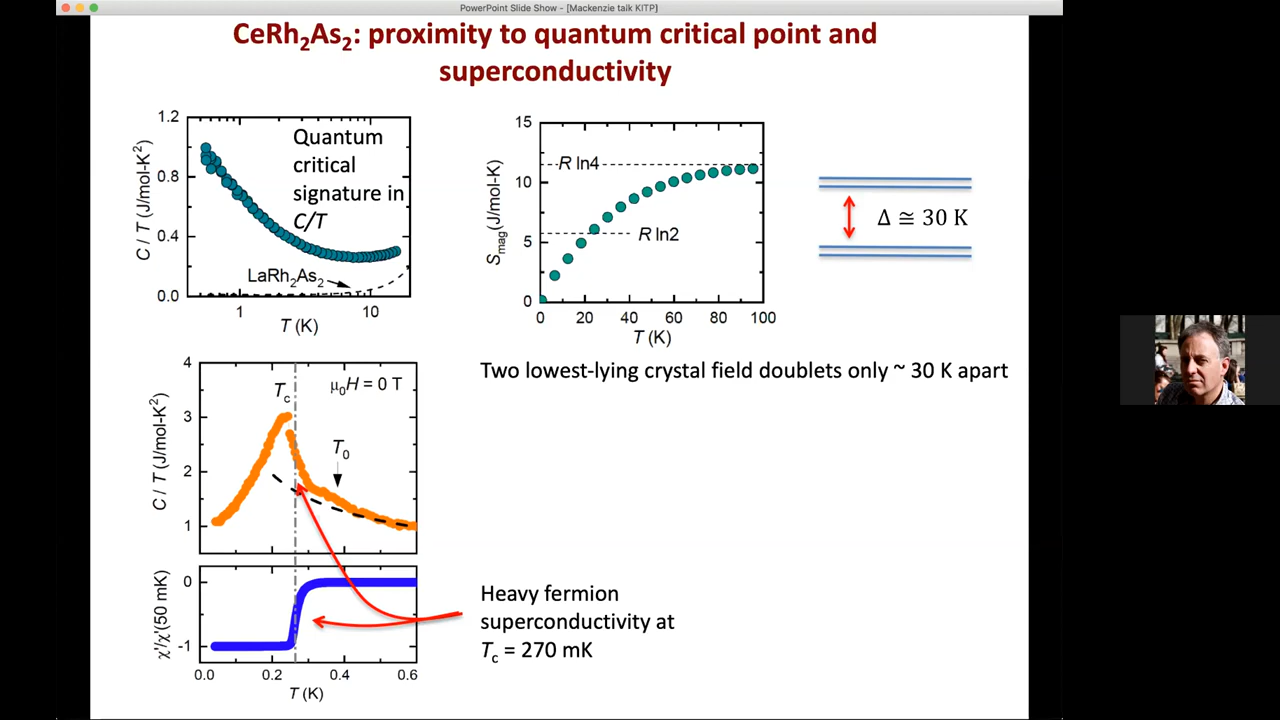 PowerPoint Slide Show - [Mackenzie talk KITP]
CeRh₂As₂: proximity to quantum critical point and
superconductivity
1.2
0.8
0.4
0.0
C / T (J/mol-K²)
Quantum
critical
signature in
C/T
LaRh₂As₂
1
10
T (K)
15
10
5
0
S_mag(J/mol-K)
R ln4
R ln2
0
20
40
60
80
100
T (K)
Δ ≅ 30 K
Two lowest-lying crystal field doublets only ~ 30 K apart
4
3
2
1
C / T (J/mol-K²)
T_c
μ₀H = 0 T
T₀
0
-1
χ'/χ'(50 mK)
0.0
0.2
0.4
0.6
T (K)
Heavy fermion
superconductivity at
T_c = 270 mK